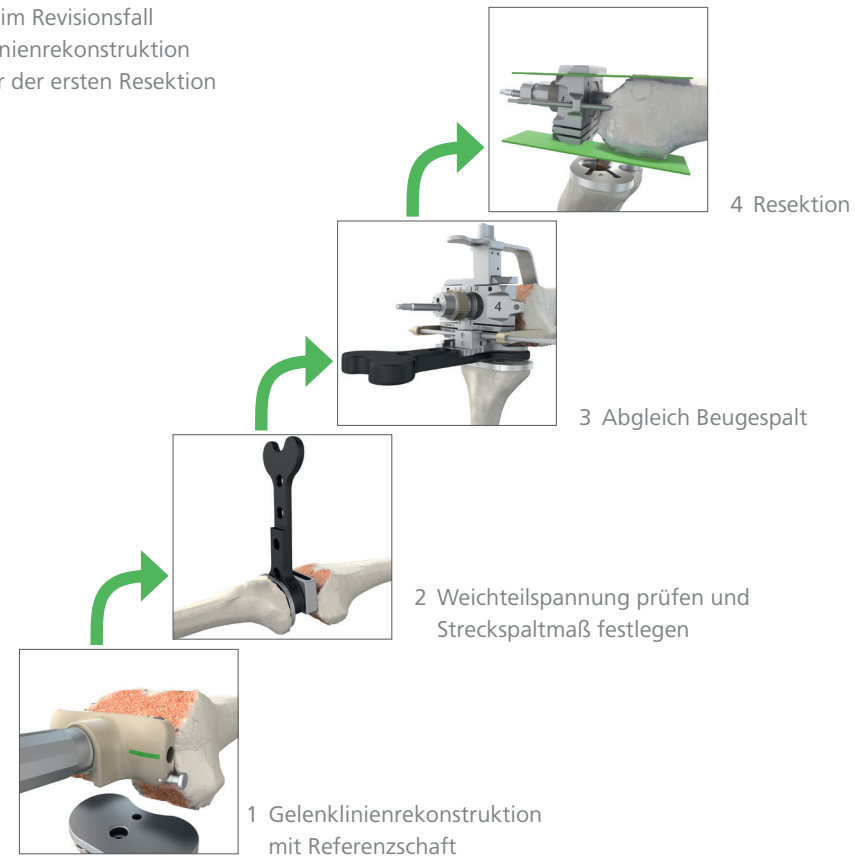 im Revisionsfall
nienrekonstruktion
der ersten Resektion
4 Resektion
4
3 Abgleich Beugespalt
2 Weichteilspannung prüfen und
Streckspaltmaß festlegen
1 Gelenklinienrekonstruktion
mit Referenzschaft